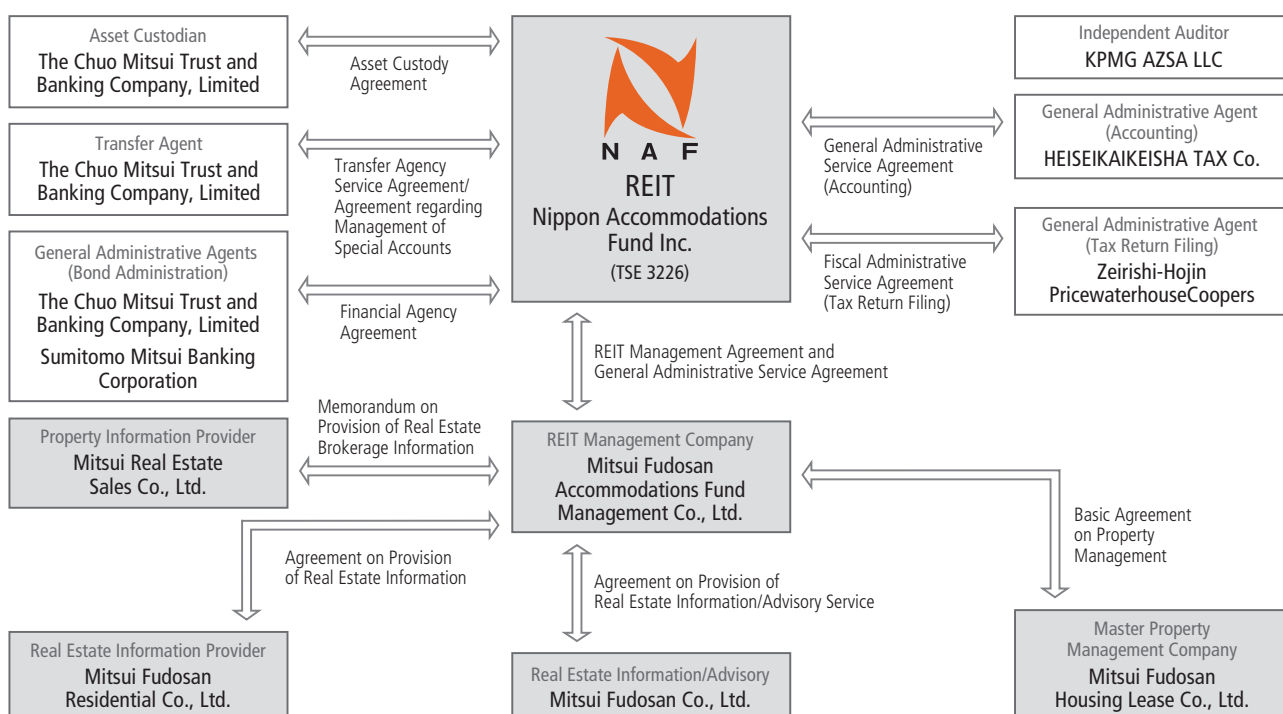 Asset Custodian
The Chuo Mitsui Trust and
Banking Company, Limited
Asset Custody
Agreement
Transfer Agent
The Chuo Mitsui Trust and
Banking Company, Limited
Transfer Agency
Service Agreement/
Agreement regarding
Management of
Special Accounts
General Administrative Agents
(Bond Administration)
The Chuo Mitsui Trust and
Banking Company, Limited
Sumitomo Mitsui Banking
Corporation
Financial Agency
Agreement
NAF
REIT
Nippon Accommodations
Fund Inc.
(TSE 3226)
Independent Auditor
KPMG AZSA LLC
General Administrative
Service Agreement
(Accounting)
General Administrative Agent
(Accounting)
HEISEIKAIKEISHA TAX Co.
Fiscal Administrative
Service Agreement
(Tax Return Filing)
General Administrative Agent
(Tax Return Filing)
Zeirishi-Hojin
PricewaterhouseCoopers
REIT Management Agreement and
General Administrative Service Agreement
Property Information Provider
Mitsui Real Estate
Sales Co., Ltd.
Memorandum on
Provision of Real Estate
Brokerage Information
REIT Management Company
Mitsui Fudosan
Accommodations Fund
Management Co., Ltd.
Agreement on Provision
of Real Estate Information
Agreement on Provision of
Real Estate Information/Advisory Service
Basic Agreement
on Property
Management
Real Estate Information Provider
Mitsui Fudosan
Residential Co., Ltd.
Real Estate Information/Advisory
Mitsui Fudosan Co., Ltd.
Master Property
Management Company
Mitsui Fudosan
Housing Lease Co., Ltd.